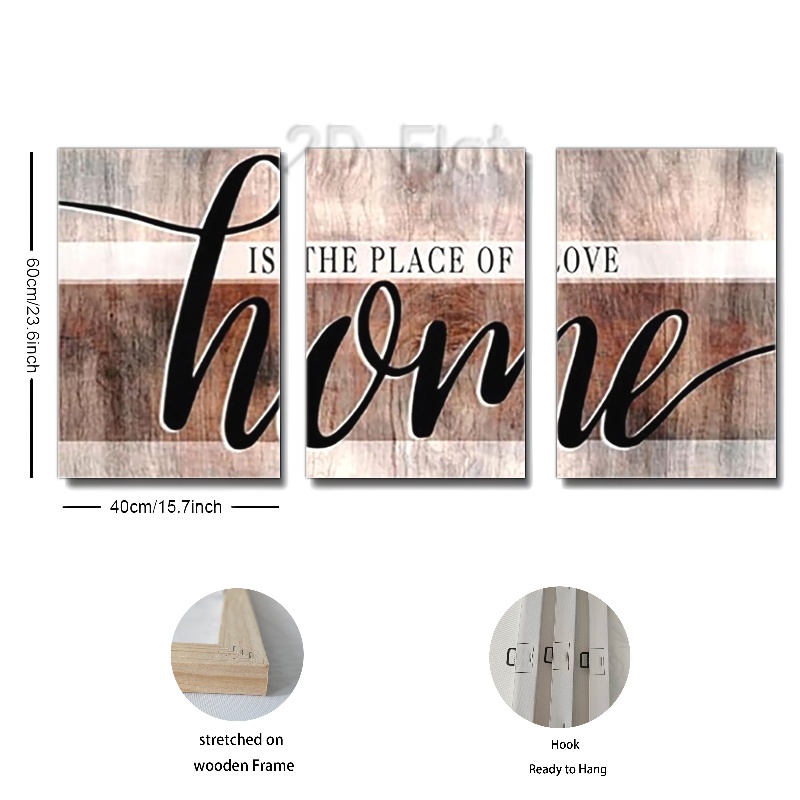 2D Flat
IS THE PLACE OF LOVE
home
60cm/23.6inch
40cm/15.7inch
stretched on
wooden Frame
Hook
Ready to Hang